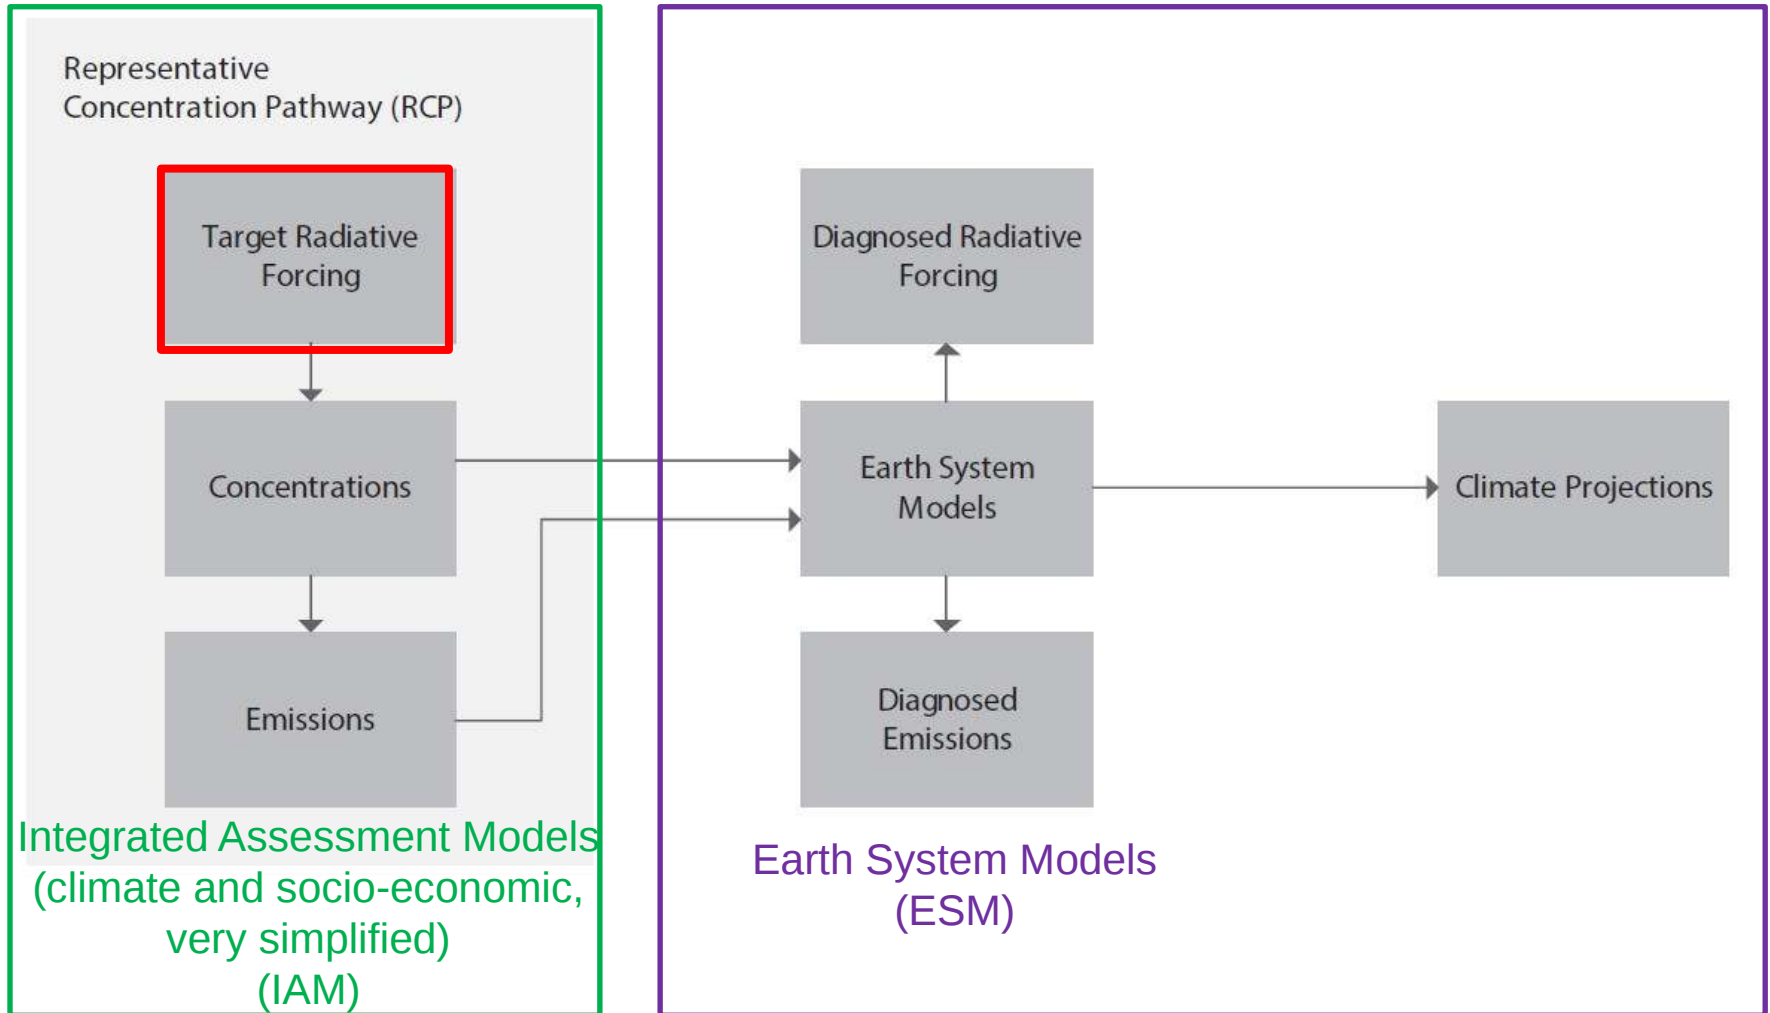 Representative
Concentration Pathway (RCP)
Target Radiative
Forcing
Concentrations
Emissions
Integrated Assessment Models
(climate and socio-economic,
very simplified)
(IAM)
Diagnosed Radiative
Forcing
Earth System
Models
Diagnosed
Emissions
Climate Projections
Earth System Models
(ESM)